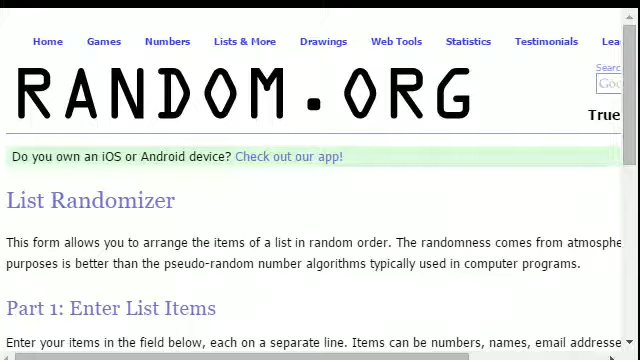 Home Games Numbers Lists & More Drawings Web Tools Statistics Testimonials Lea
RANDOM.ORG
Searc
Goo
True
Do you own an iOS or Android device? Check out our app!
List Randomizer
This form allows you to arrange the items of a list in random order. The randomness comes from atmosphe
purposes is better than the pseudo-random number algorithms typically used in computer programs.
Part 1: Enter List Items
Enter your items in the field below, each on a separate line. Items can be numbers, names, email addresse